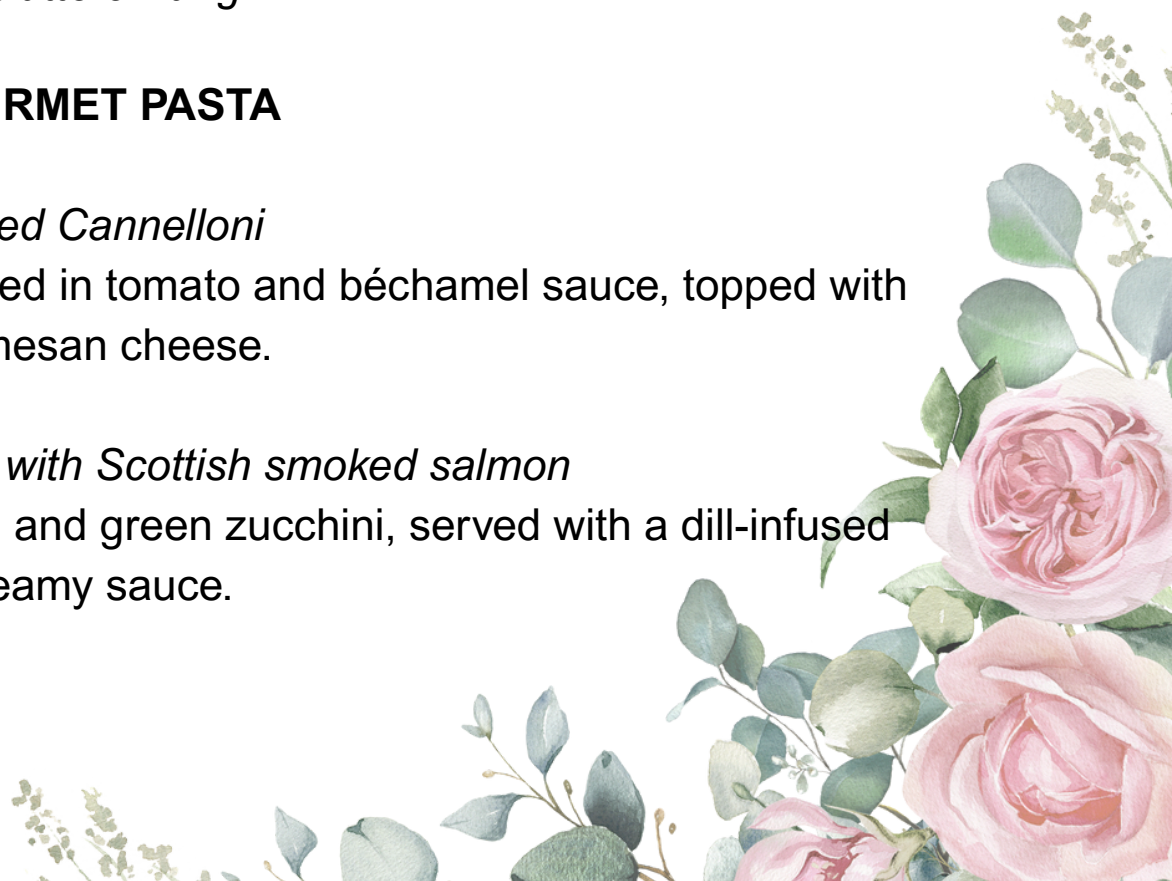 RMET PASTA
ed Cannelloni
ed in tomato and béchamel sauce, topped with
mesan cheese.
with Scottish smoked salmon
and green zucchini, served with a dill-infused
eamy sauce.